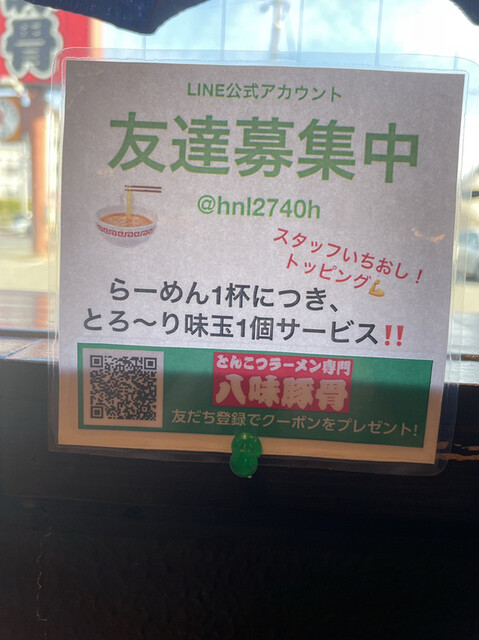 骨
LINE公式アカウント
友達募集中
@hnl2740h
スタッフいちおし！
トッピング💪
らーめん1杯につき、
とろ〜り味玉1個サービス‼️
とんこつラーメン専門
八味豚骨
友だち登録でクーポンをプレゼント!